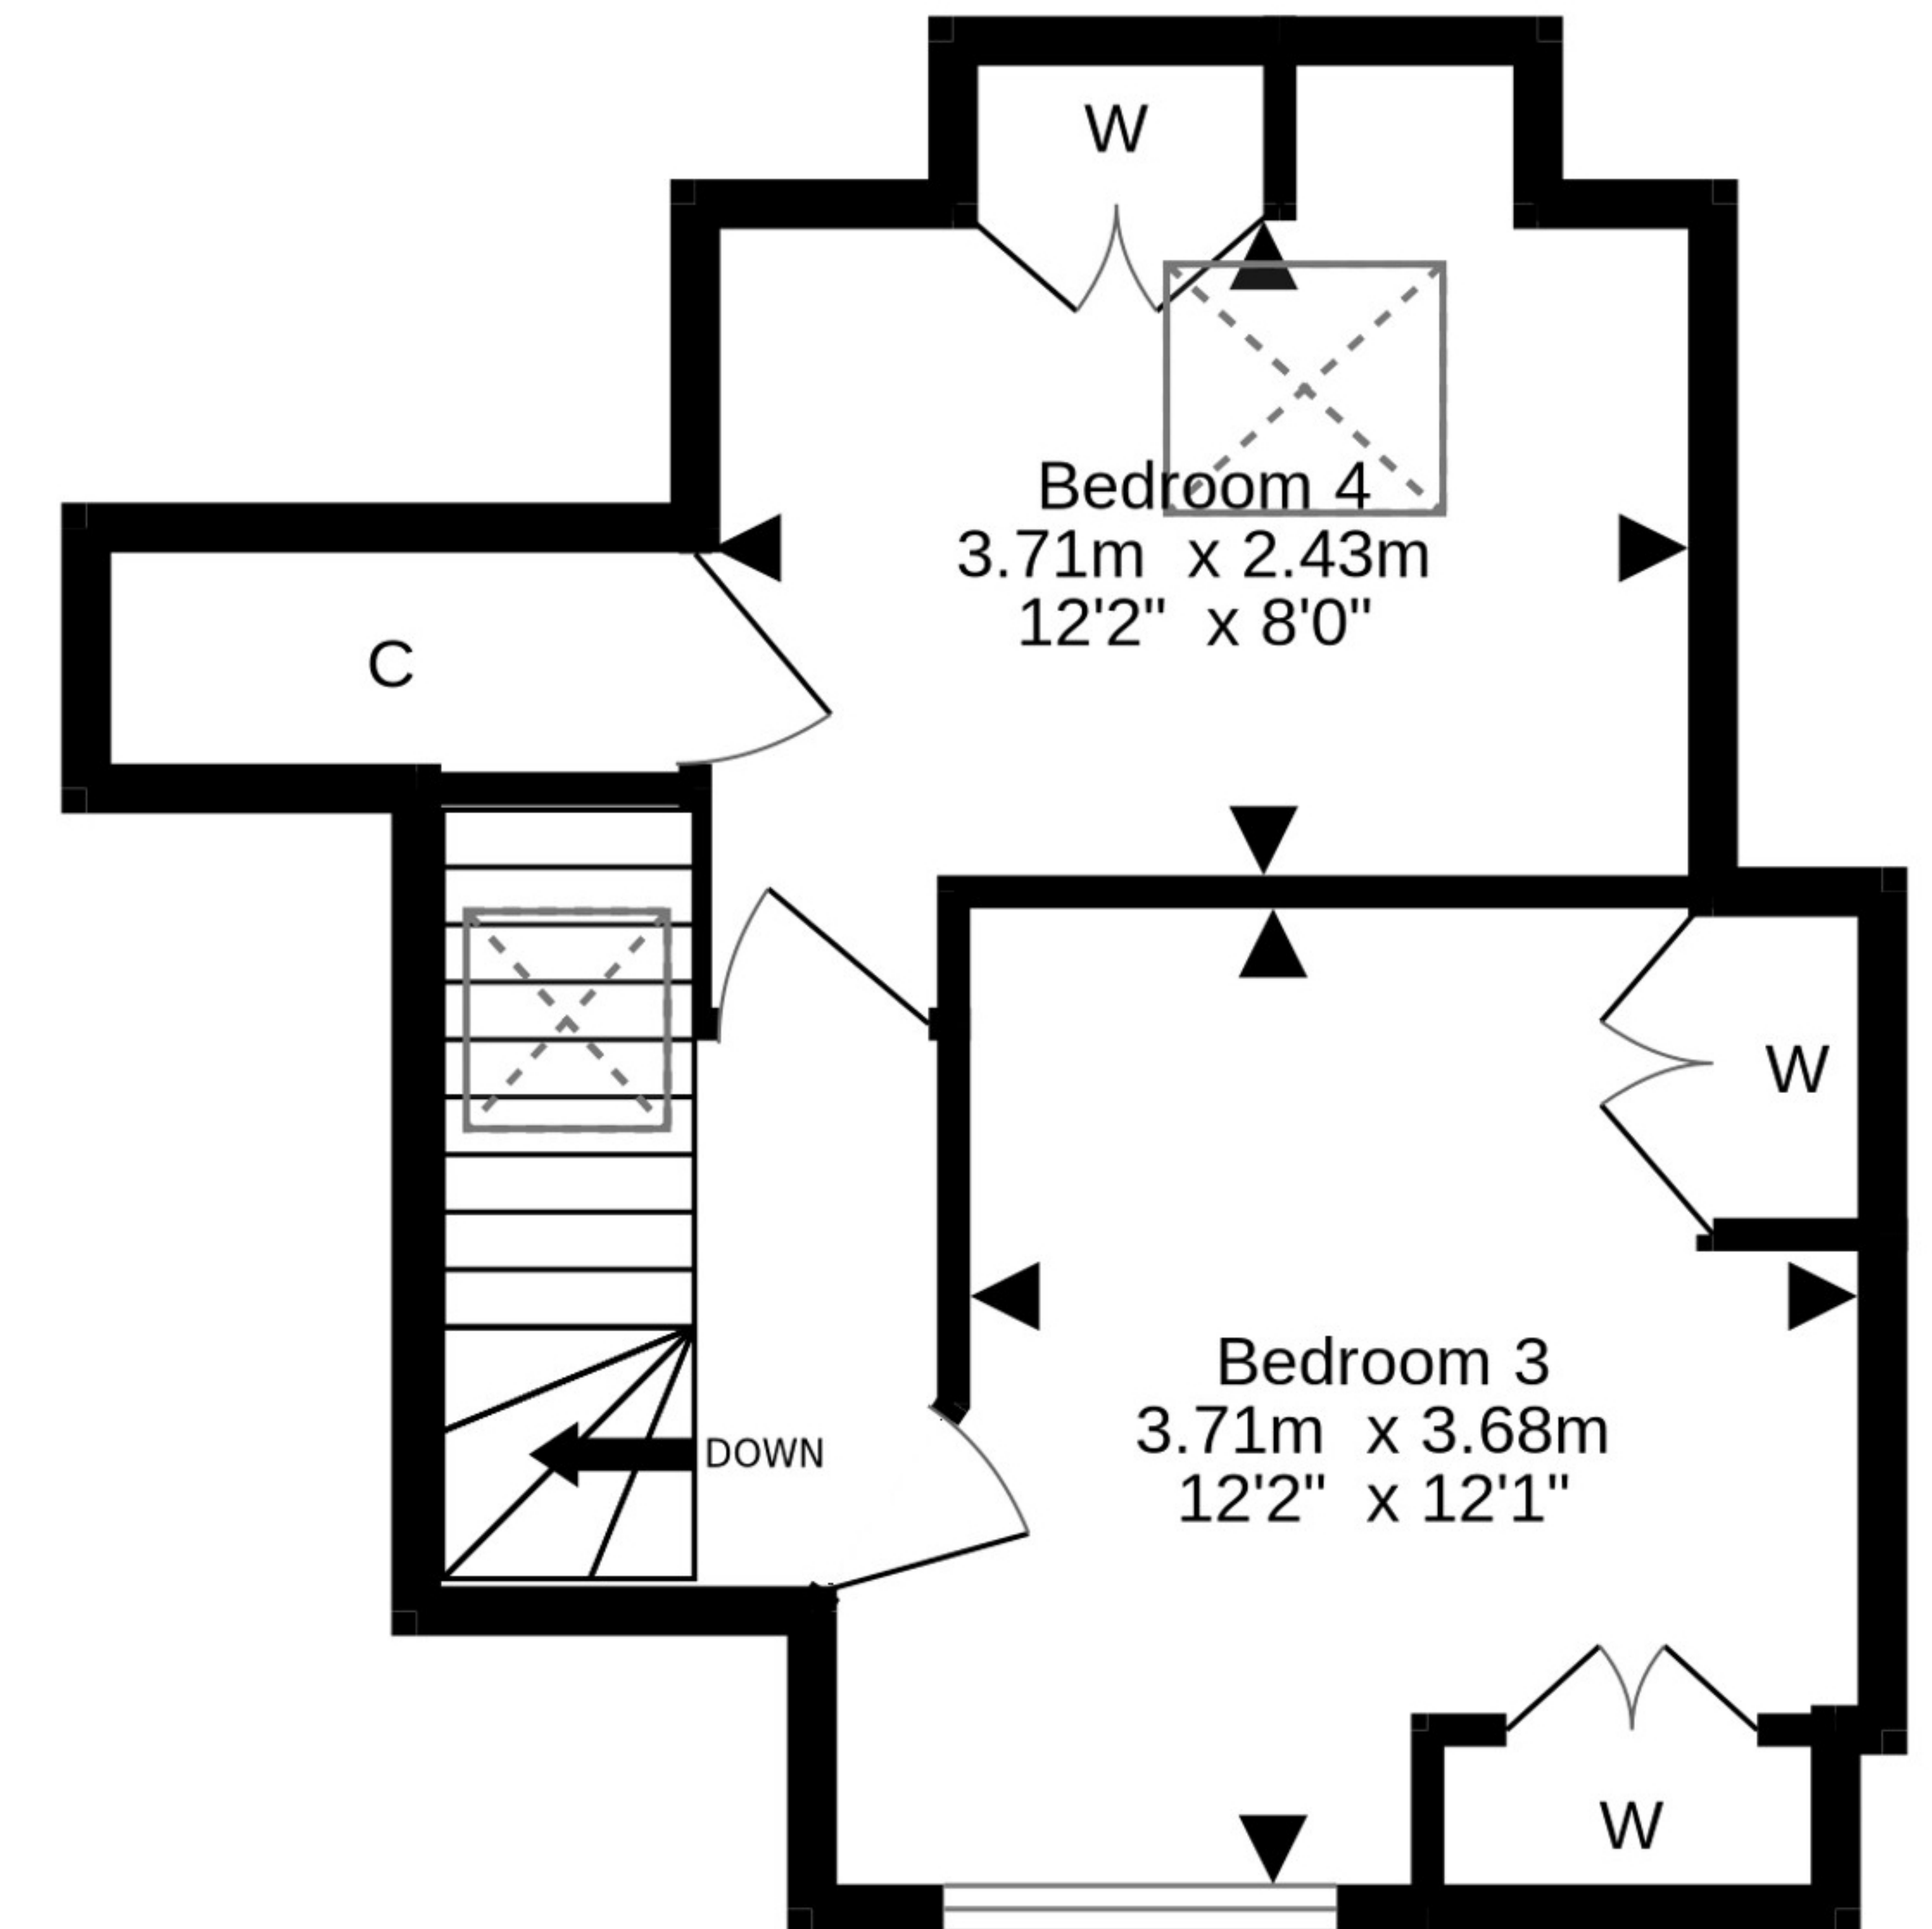 W
Bedroom 4
3.71m x 2.43m
12'2" x 8'0"
C
W
Bedroom 3
3.71m x 3.68m
12'2" x 12'1"
DOWN
W